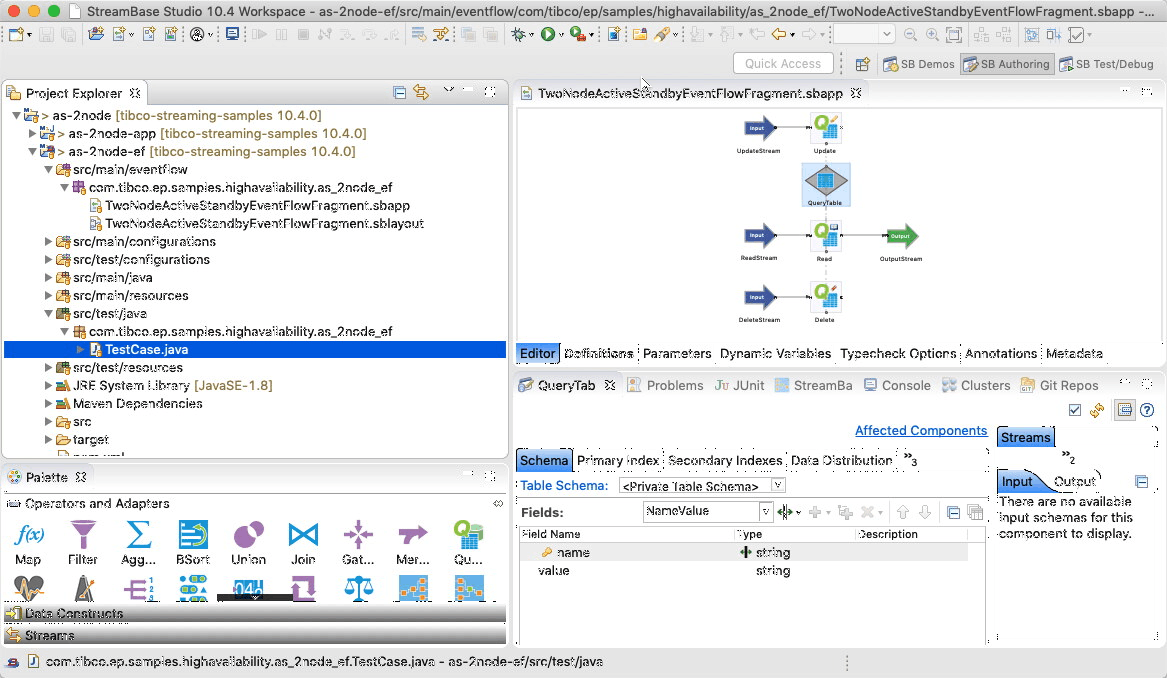 StreamBase Studio 10.4 Workspace - as-2node-ef/src/main/eventflow/com/tibco/ep/samples/highavailability/as_2node_ef/TwoNodeActiveStandbyEventFlowFragment.sbapp -...
Quick Access
SB Demos
SB Authoring
SB Test/Debug
Project Explorer
> as-2node [tibco-streaming-samples 10.4.0]
> as-2node-app [tibco-streaming-samples 10.4.0]
> as-2node-ef [tibco-streaming-samples 10.4.0]
src/main/eventflow
com.tibco.ep.samples.highavailability.as_2node_ef
TwoNodeActiveStandbyEventFlowFragment.sbapp
TwoNodeActiveStandbyEventFlowFragment.sblayout
src/main/configurations
src/test/configurations
src/main/java
src/main/resources
src/test/java
com.tibco.ep.samples.highavailability.as_2node_ef
TestCase.java
src/test/resources
JRE System Library [JavaSE-1.8]
Maven Dependencies
src
target
TwoNodeActiveStandbyEventFlowFragment.sbapp
Input
UpdateStream
Update
QueryTable
Input
ReadStream
Read
Output
OutputStream
Input
DeleteStream
Delete
Editor Definitions Parameters Dynamic Variables Typecheck Options Annotations Metadata
Palette
Operators and Adapters
f(x)
Map Filter Agg... BSort Union Join Gat... Mer... Qu...
Data Constructs
Streams
QueryTab Problems JUnit StreamBa Console Clusters Git Repos
Affected Components
Schema Primary Index Secondary Indexes Data Distribution »3
Table Schema: <Private Table Schema>
Fields: NameValue
Field Name Type Description
name string
value string
Streams
»2
Input Output
There are no available
input schemas for this
component to display.
com.tibco.ep.samples.highavailability.as_2node_ef.TestCase.java - as-2node-ef/src/test/java